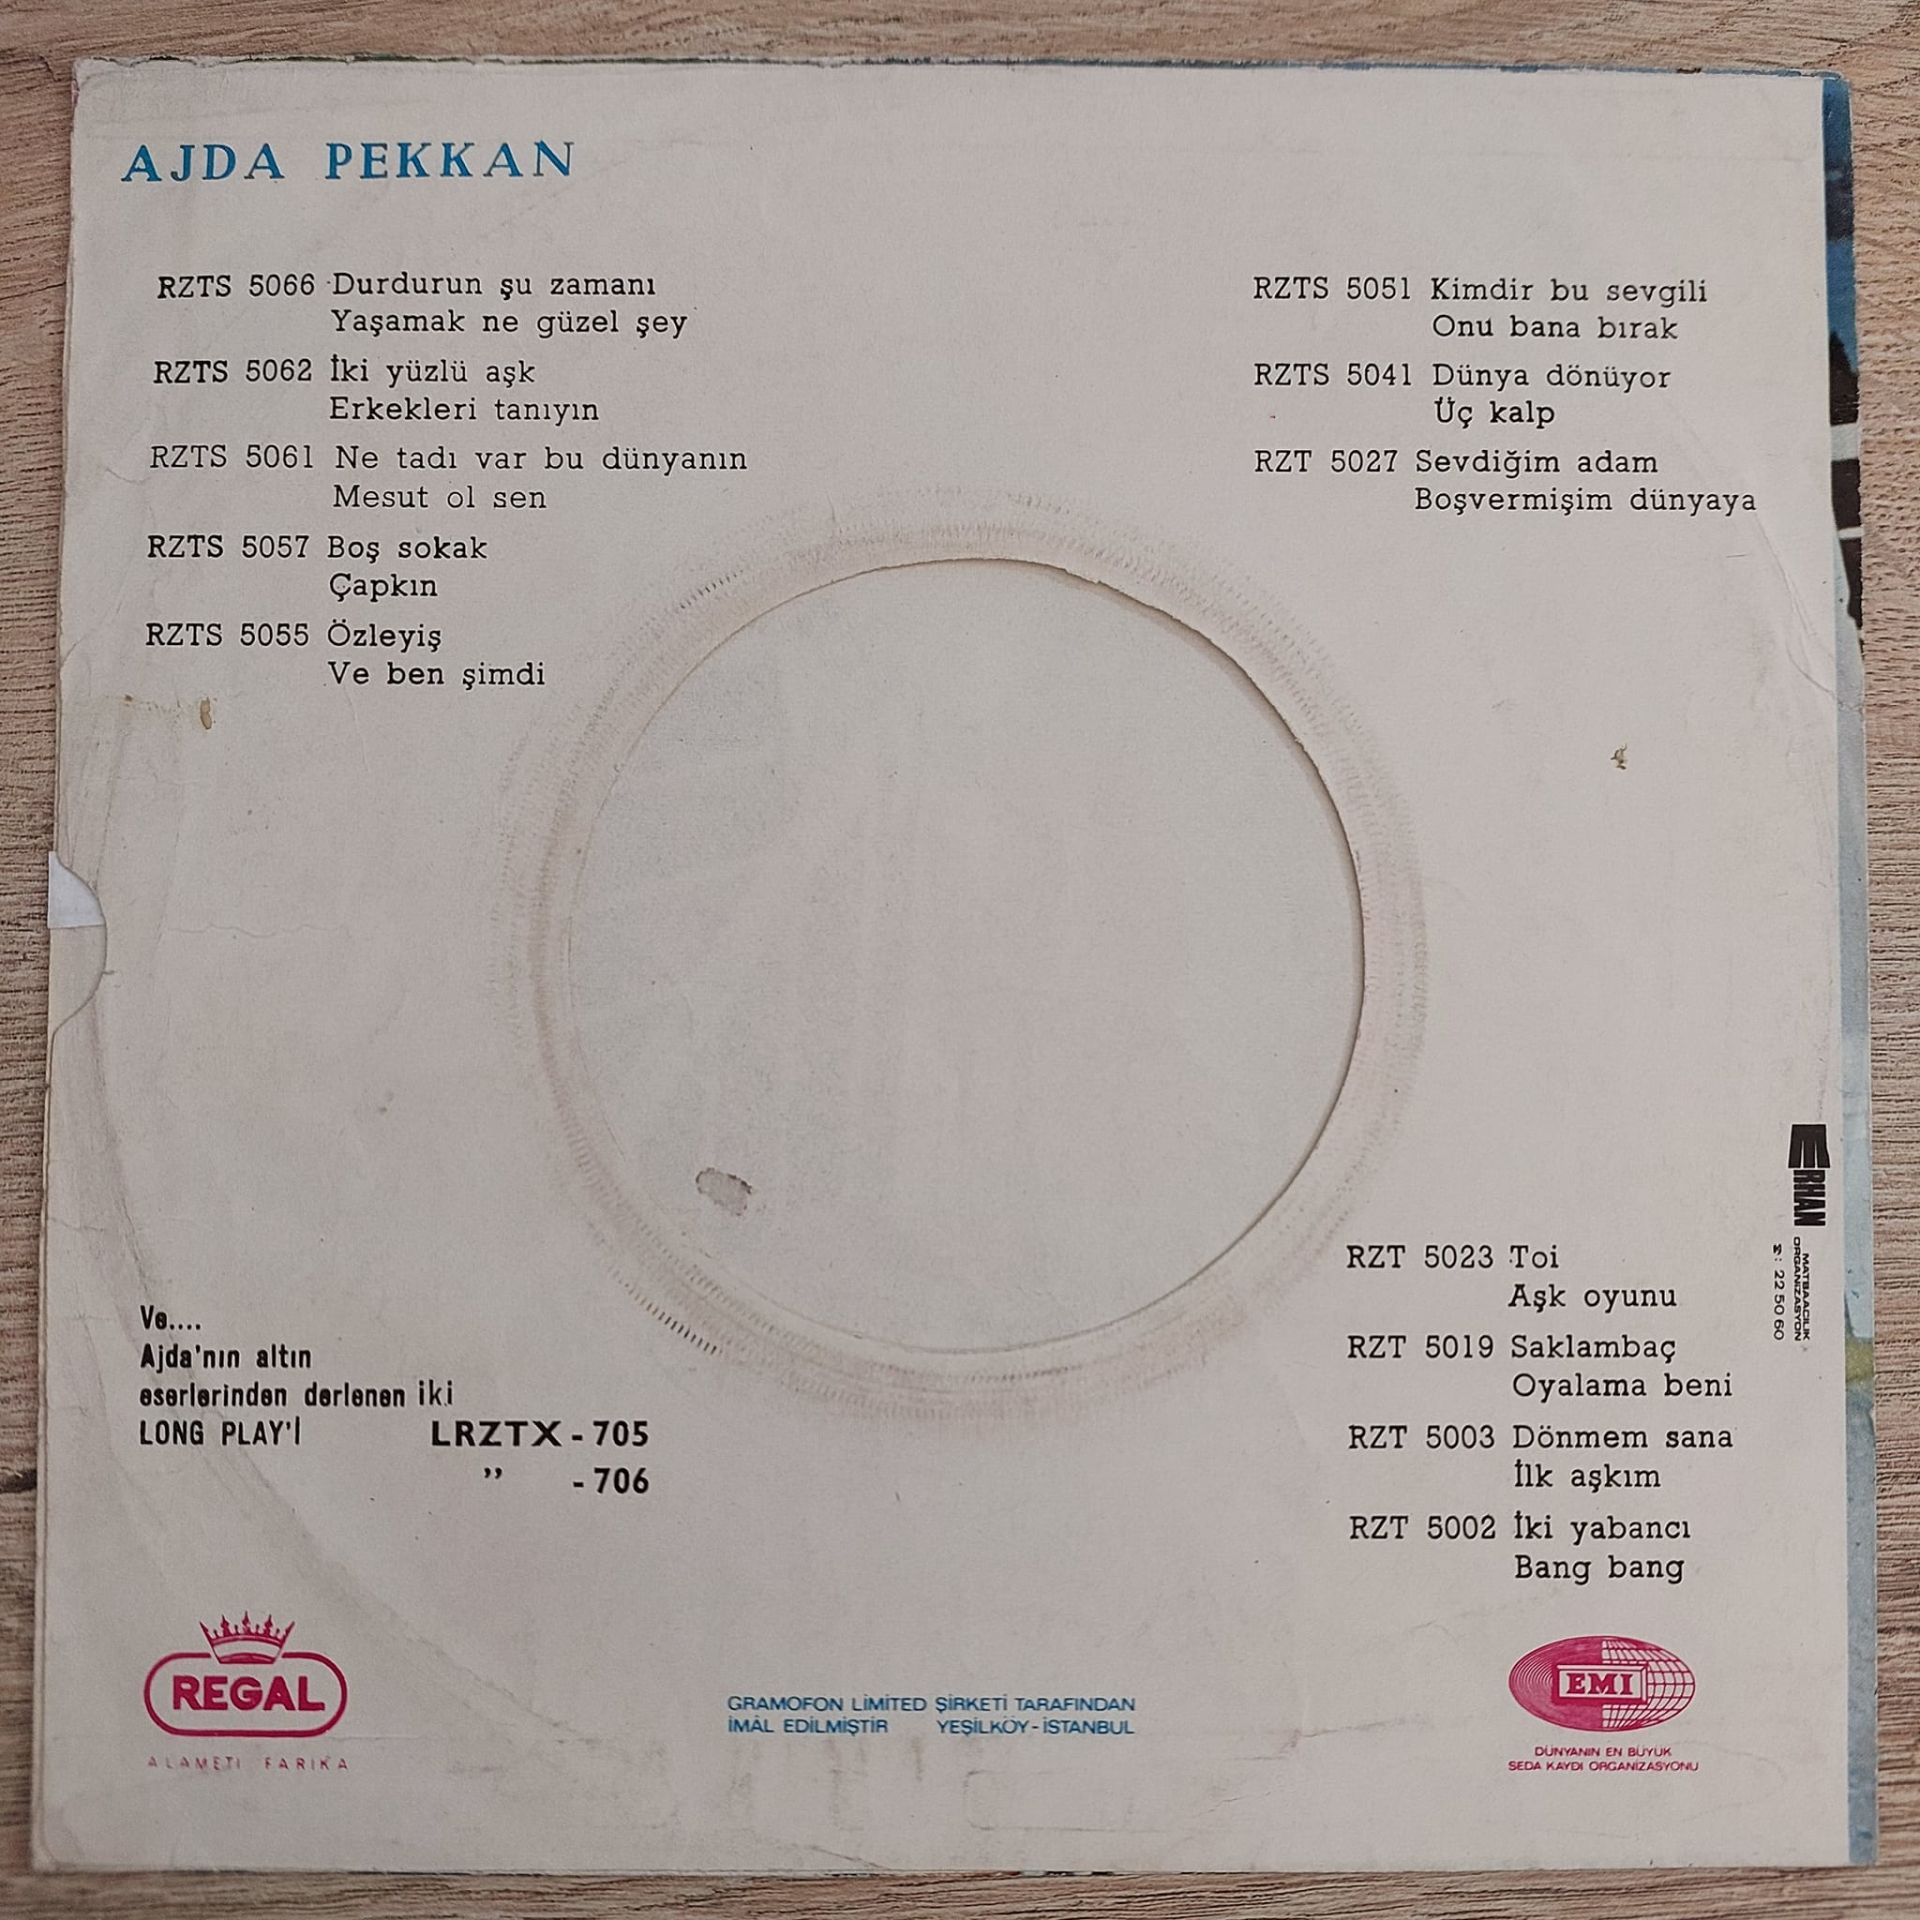 AJDA PEKKAN
RZTS 5066 Durdurun şu zamanı
Yaşamak ne güzel şey
RZTS 5062 İki yüzlü aşk
Erkekleri tanıyın
RZTS 5061 Ne tadı var bu dünyanın
Mesut ol sen
RZTS 5057 Boş sokak
Çapkın
RZTS 5055 Özleyiş
Ve ben şimdi
RZTS 5051 Kimdir bu sevgili
Onu bana bırak
RZTS 5041 Dünya dönüyor
Üç kalp
RZT 5027 Sevdiğim adam
Boşvermişim dünyaya
Ve....
Ajda'nın altın
eserlerinden derlenen iki
LONG PLAY'İ LRZTX - 705
" - 706
RZT 5023 Toi
Aşk oyunu
RZT 5019 Saklambaç
Oyalama beni
RZT 5003 Dönmem sana
İlk aşkım
RZT 5002 İki yabancı
Bang bang
ERHAN
MATBAACILIK
ORGANİZASYON
22 50 60
REGAL
ALAMETİ FARİKA
GRAMOFON LİMİTED ŞİRKETİ TARAFINDAN
İMÂL EDİLMİŞTİR YEŞİLKÖY - İSTANBUL
EMI
DÜNYANIN EN BÜYÜK
SEDA KAYDI ORGANİZASYONU